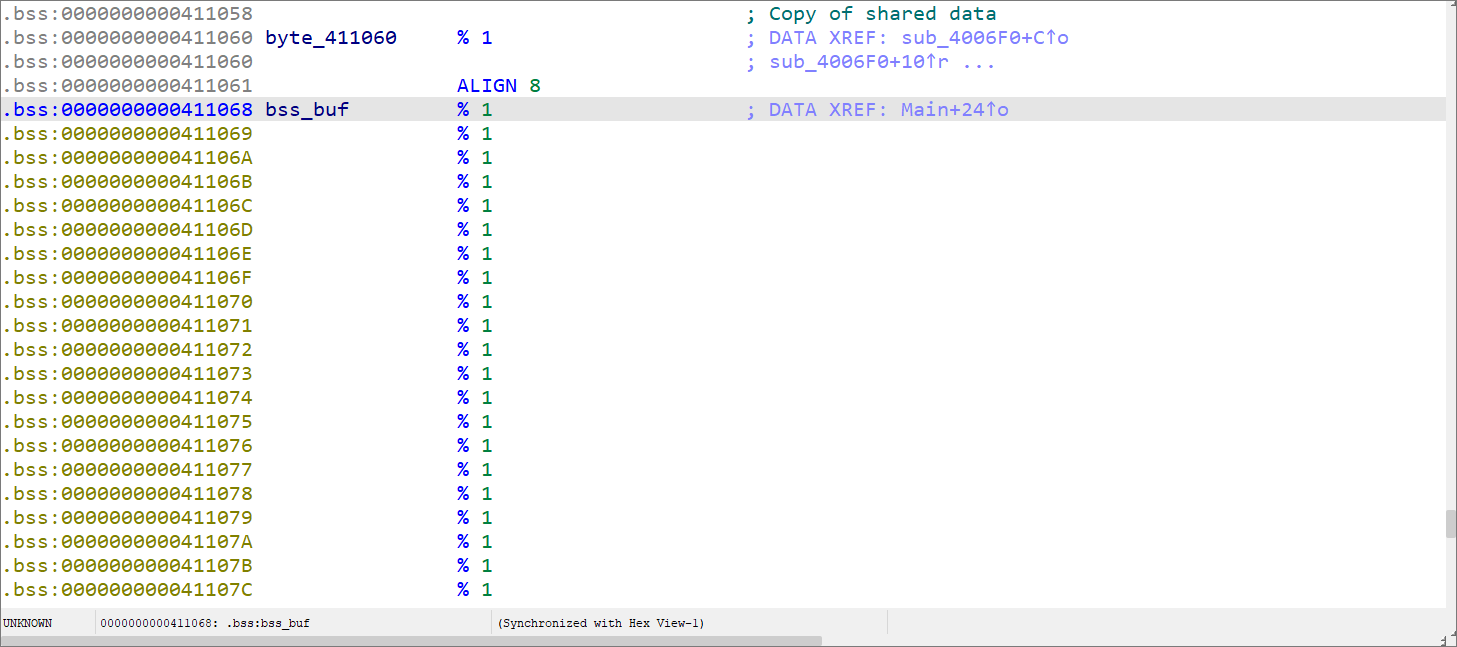 .bss:0000000000411058 ; Copy of shared data
.bss:0000000000411060 byte_411060 % 1 ; DATA XREF: sub_4006F0+C↑o
.bss:0000000000411060 ; sub_4006F0+10↑r ...
.bss:0000000000411061 ALIGN 8
.bss:0000000000411068 bss_buf % 1 ; DATA XREF: Main+24↑o
.bss:0000000000411069 % 1
.bss:000000000041106A % 1
.bss:000000000041106B % 1
.bss:000000000041106C % 1
.bss:000000000041106D % 1
.bss:000000000041106E % 1
.bss:000000000041106F % 1
.bss:0000000000411070 % 1
.bss:0000000000411071 % 1
.bss:0000000000411072 % 1
.bss:0000000000411073 % 1
.bss:0000000000411074 % 1
.bss:0000000000411075 % 1
.bss:0000000000411076 % 1
.bss:0000000000411077 % 1
.bss:0000000000411078 % 1
.bss:0000000000411079 % 1
.bss:000000000041107A % 1
.bss:000000000041107B % 1
.bss:000000000041107C % 1
UNKNOWN 0000000000411068: .bss:bss_buf (Synchronized with Hex View-1)